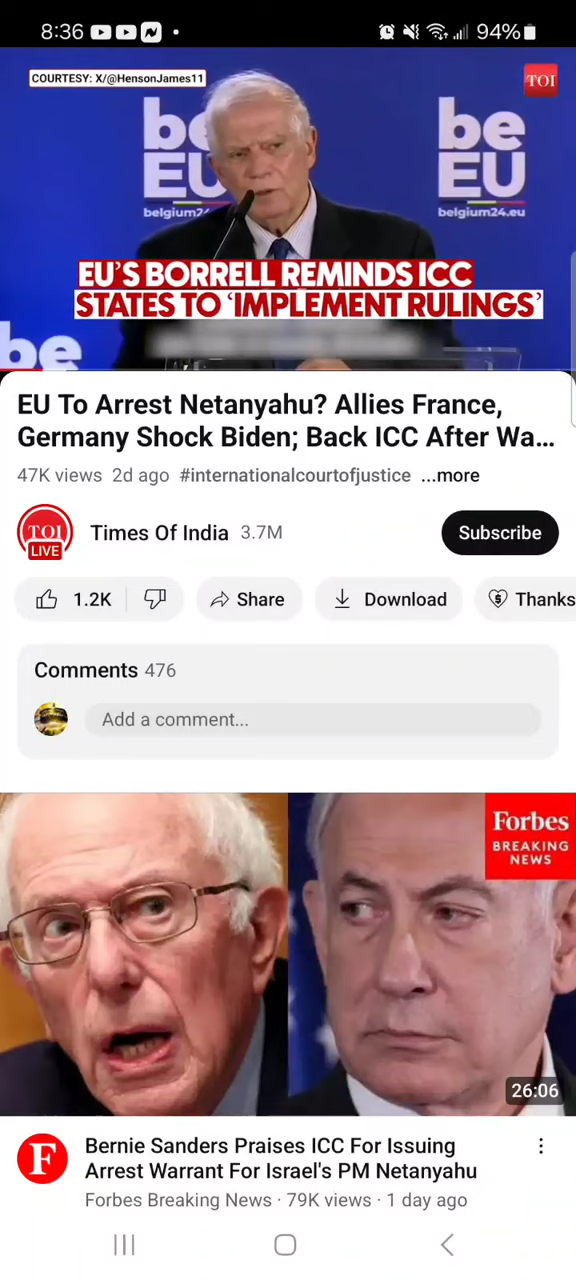 8:36
94%
COURTESY: X/@HensonJames11
TOI
be
EU
belgium24.eu
be
EU
belgium24.eu
EU'S BORRELL REMINDS ICC
STATES TO ‘IMPLEMENT RULINGS’
be
EU To Arrest Netanyahu? Allies France,
Germany Shock Biden; Back ICC After Wa...
47K views 2d ago #internationalcourtofjustice ...more
TOI
LIVE
Times Of India 3.7M
Subscribe
1.2K
Share
Download
Thanks
Comments 476
Add a comment...
Forbes
BREAKING
NEWS
26:06
F
Bernie Sanders Praises ICC For Issuing
Arrest Warrant For Israel's PM Netanyahu
Forbes Breaking News · 79K views · 1 day ago